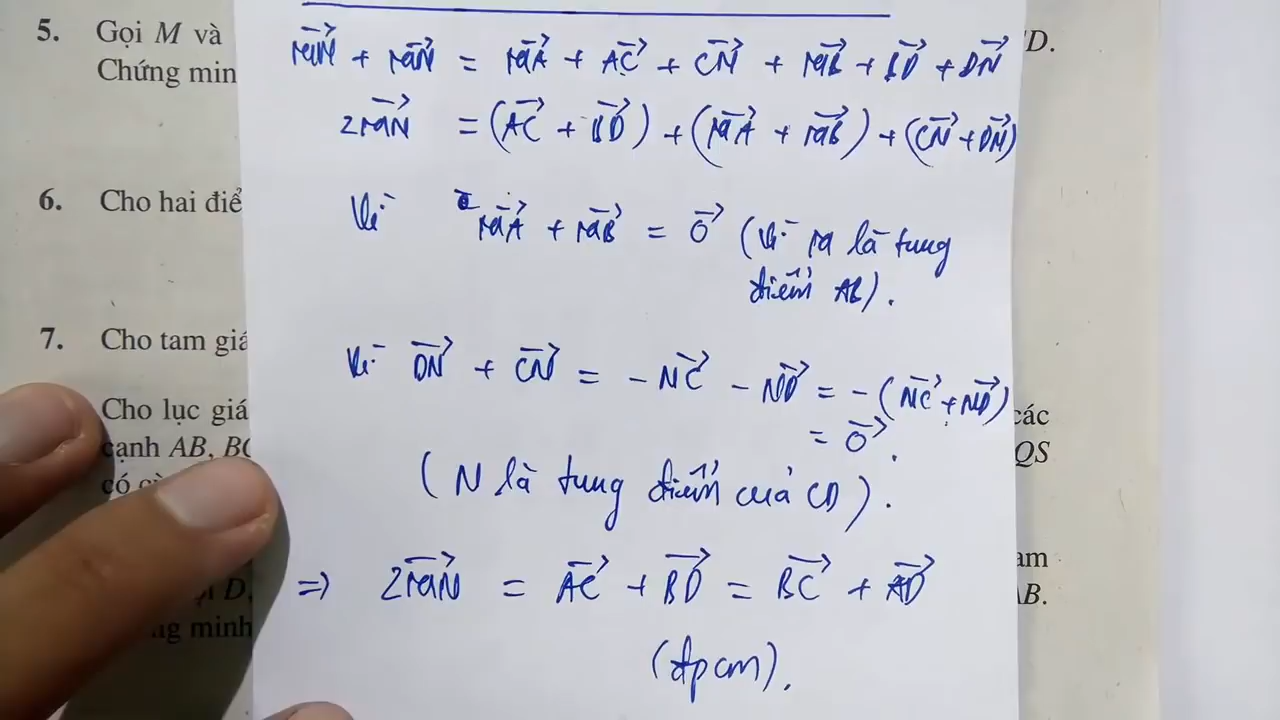 5. Gọi M và D.
Chứng min
6. Cho hai điể
7. Cho tam giá
Cho lục giá các
cạnh AB, BC QS
có am
D, B.
ng minh
MN + MN = MA + AC + CN + MB + BD + DN
2MN = (AC + BD) + (MA + MB) + (CN + DN)
Vì MA + MB = 0 (Vì M là trung
điểm AB).
Vì DN + CN = - NC - ND = - (NC + ND)
= 0.
(N là trung điểm của CD).
=> 2MN = AC + BD = BC + AD
(đpcm).